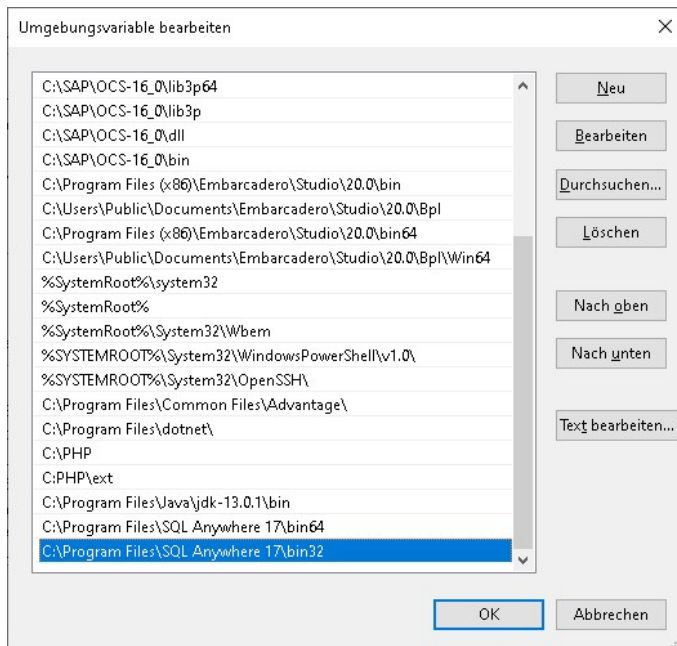 Umgebungsvariable bearbeiten
C:\SAP\OCS-16_0\lib3p64
C:\SAP\OCS-16_0\lib3p
C:\SAP\OCS-16_0\dll
C:\SAP\OCS-16_0\bin
C:\Program Files (x86)\Embarcadero\Studio\20.0\bin
C:\Users\Public\Documents\Embarcadero\Studio\20.0\Bpl
C:\Program Files (x86)\Embarcadero\Studio\20.0\bin64
C:\Users\Public\Documents\Embarcadero\Studio\20.0\Bpl\Win64
%SystemRoot%\system32
%SystemRoot%
%SystemRoot%\System32\Wbem
%SYSTEMROOT%\System32\WindowsPowerShell\v1.0\
%SYSTEMROOT%\System32\OpenSSH\
C:\Program Files\Common Files\Advantage\
C:\Program Files\dotnet\
C:\PHP
C:PHP\ext
C:\Program Files\Java\jdk-13.0.1\bin
C:\Program Files\SQL Anywhere 17\bin64
C:\Program Files\SQL Anywhere 17\bin32
Neu
Bearbeiten
Durchsuchen...
Löschen
Nach oben
Nach unten
Text bearbeiten...
OK
Abbrechen